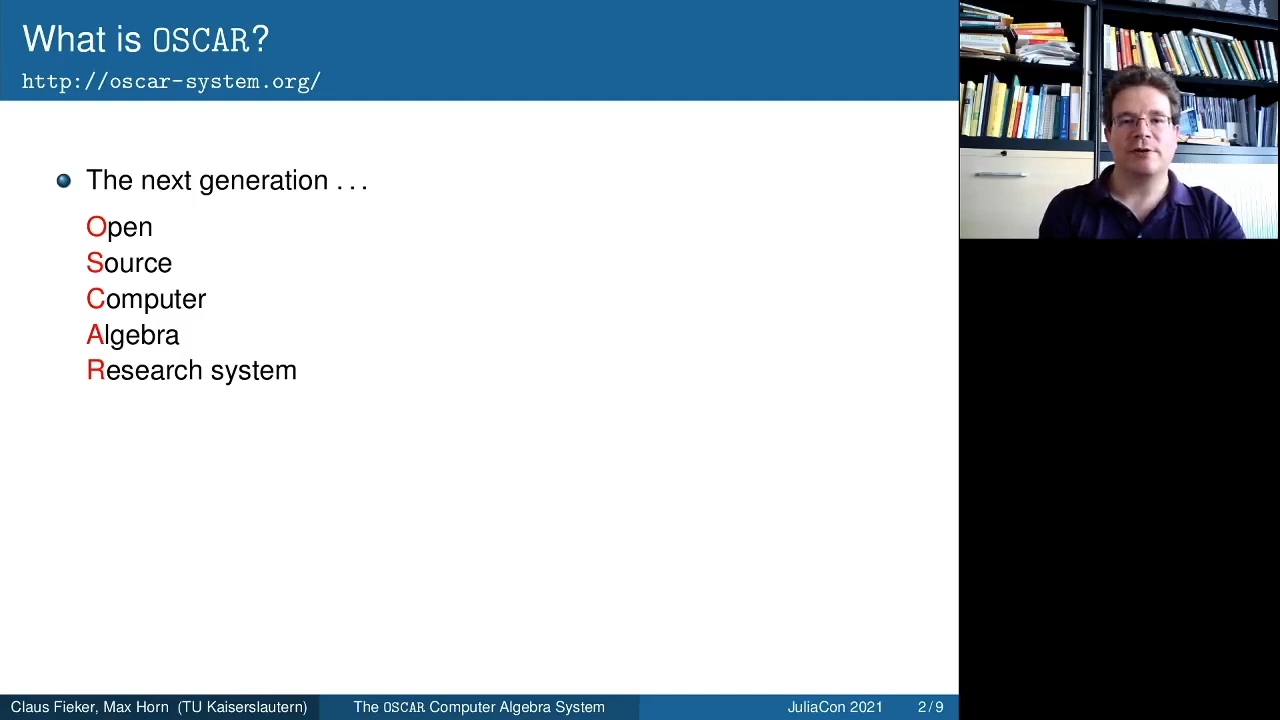 What is OSCAR?
http://oscar-system.org/
The next generation ...
Open
Source
Computer
Algebra
Research system
Claus Fieker, Max Horn (TU Kaiserslautern) The OSCAR Computer Algebra System JuliaCon 2021 2/9